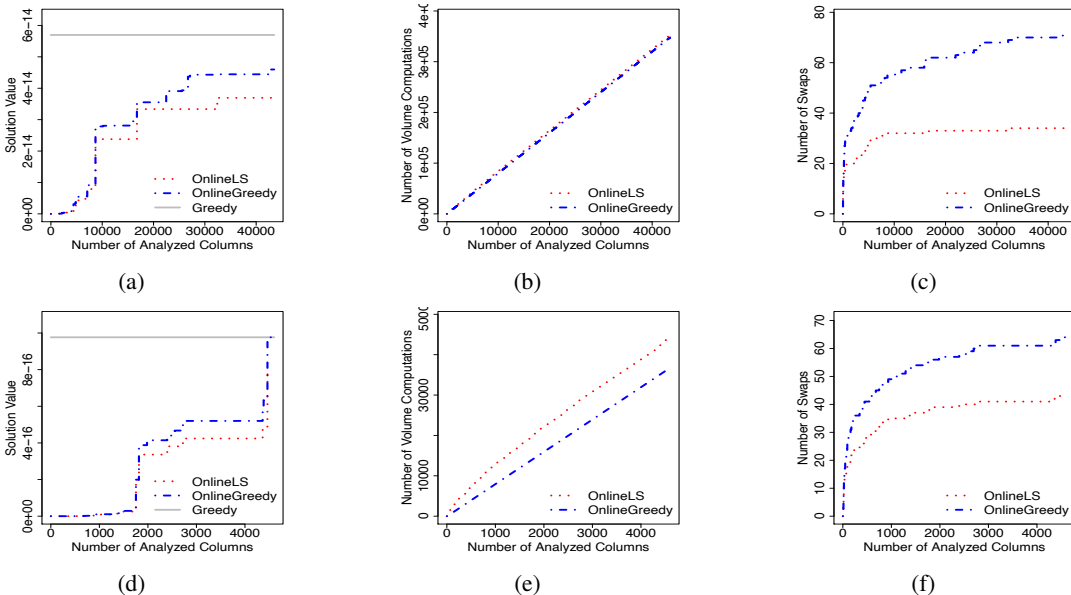 Solution Value
0e+00 2e-14 4e-14 6e-14
OnlineLS
OnlineGreedy
Greedy
0 10000 20000 30000 40000
Number of Analyzed Columns
(a)
Number of Volume Computations
0e+00 1e+05 2e+05 3e+05
OnlineLS
OnlineGreedy
0 10000 20000 30000 40000
Number of Analyzed Columns
(b)
Number of Swaps
0 20 40 60 80
OnlineLS
OnlineGreedy
0 10000 20000 30000 40000
Number of Analyzed Columns
(c)
Solution Value
0e+00 4e-16 8e-16
OnlineLS
OnlineGreedy
Greedy
0 1000 2000 3000 4000
Number of Analyzed Columns
(d)
Number of Volume Computations
0 10000 30000
OnlineLS
OnlineGreedy
0 1000 2000 3000 4000
Number of Analyzed Columns
(e)
Number of Swaps
0 10 20 30 40 50 60 70
OnlineLS
OnlineGreedy
0 1000 2000 3000 4000
Number of Analyzed Columns
(f)